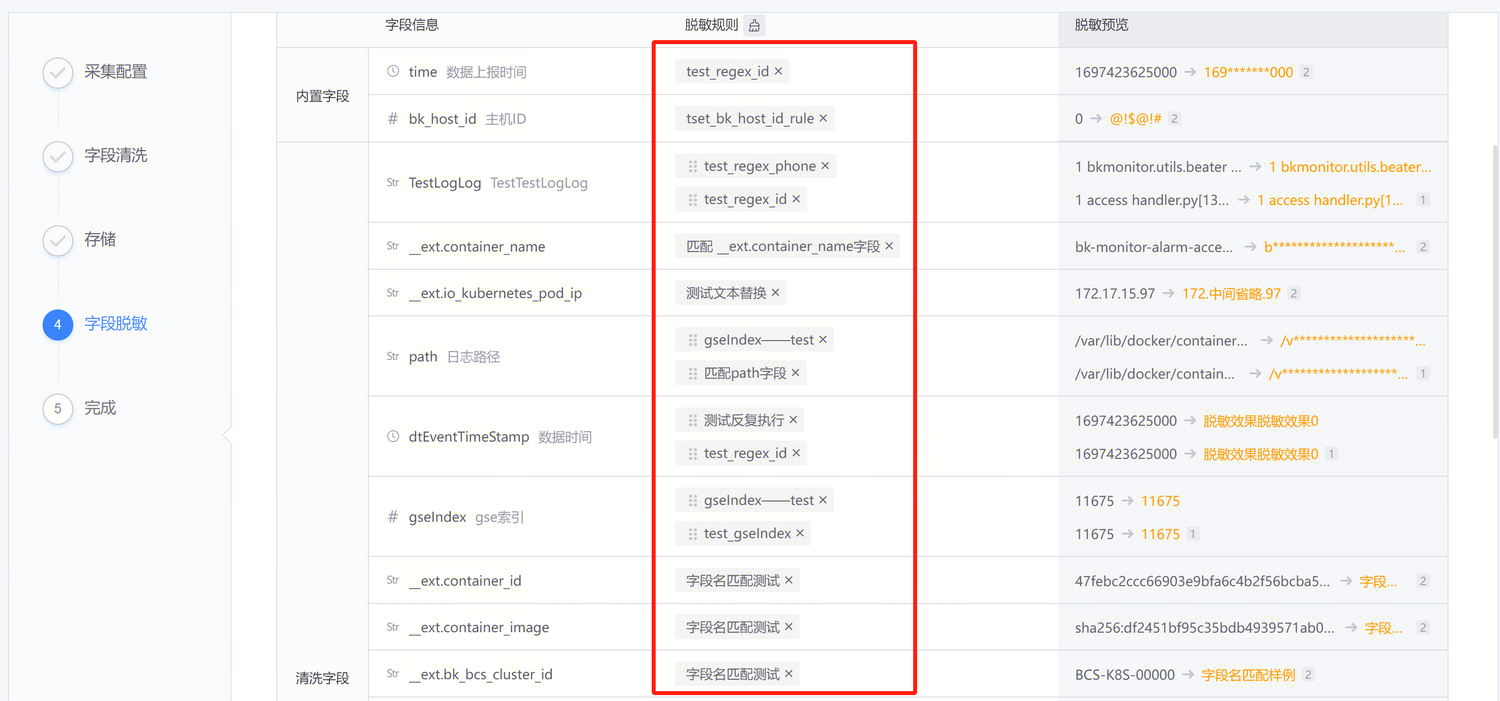 字段信息 脱敏规则 脱敏预览
采集配置
字段清洗
存储
4 字段脱敏
5 完成
内置字段
time 数据上报时间 test_regex_id × 1697423625000 → 169*******000 2
# bk_host_id 主机ID tset_bk_host_id_rule × 0 → @!$@!# 2
清洗字段
Str TestLogLog TestTestLogLog test_regex_phone × 1 bkmonitor.utils.beater ... → 1 bkmonitor.utils.beater...
test_regex_id × 1 access handler.py[13... → 1 access handler.py[1... 1
Str __ext.container_name 匹配 __ext.container_name字段 × bk-monitor-alarm-acce... → b********************... 2
Str __ext.io_kubernetes_pod_ip 测试文本替换 × 172.17.15.97 → 172.中间省略.97 2
Str path 日志路径 gseIndex——test × /var/lib/docker/container... → /v********************...
匹配path字段 × /var/lib/docker/contain... → /v*******************... 1
dtEventTimeStamp 数据时间 测试反复执行 × 1697423625000 → 脱敏效果脱敏效果0
test_regex_id × 1697423625000 → 脱敏效果脱敏效果0 1
# gseIndex gse索引 gseIndex——test × 11675 → 11675
test_gseIndex × 11675 → 11675 1
Str __ext.container_id 字段名匹配测试 × 47febc2ccc66903e9bfa6c4b2f56bcba5... → 字段... 2
Str __ext.container_image 字段名匹配测试 × sha256:df2451bf95c35bdb4939571ab0... → 字段... 2
Str __ext.bk_bcs_cluster_id 字段名匹配测试 × BCS-K8S-00000 → 字段名匹配样例 2